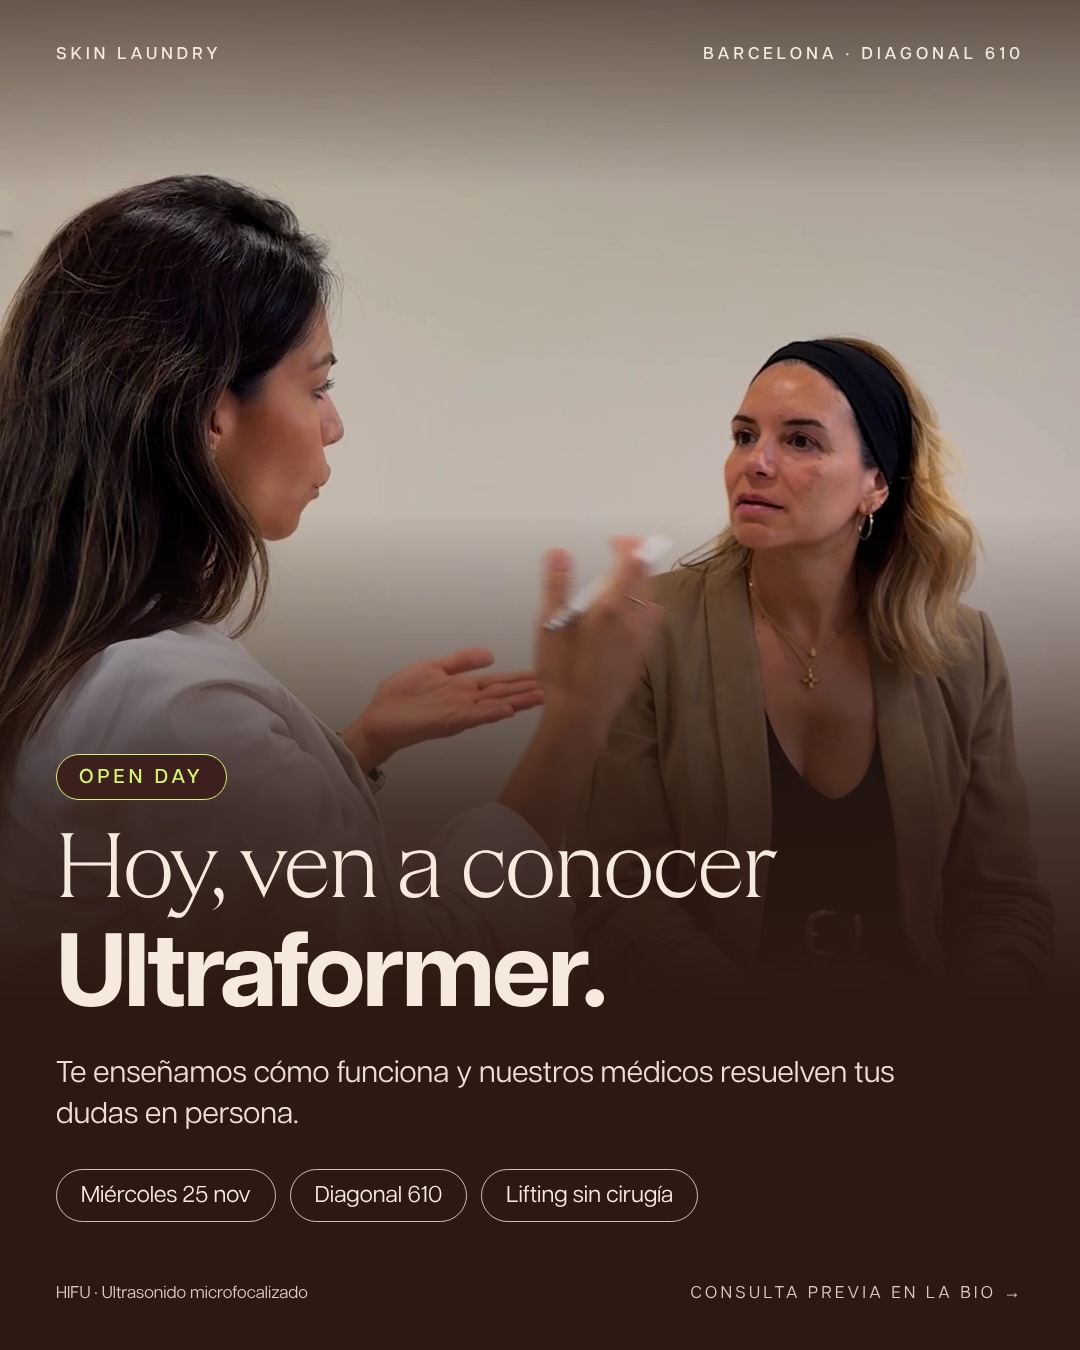 SKIN LAUNDRY
BARCELONA · DIAGONAL 610
OPEN DAY
Hoy, ven a conocer
Ultraformer.
Te enseñamos cómo funciona y nuestros médicos resuelven tus
dudas en persona.
Miércoles 25 nov
Diagonal 610
Lifting sin cirugía
HIFU · Ultrasonido microfocalizado
CONSULTA PREVIA EN LA BIO →